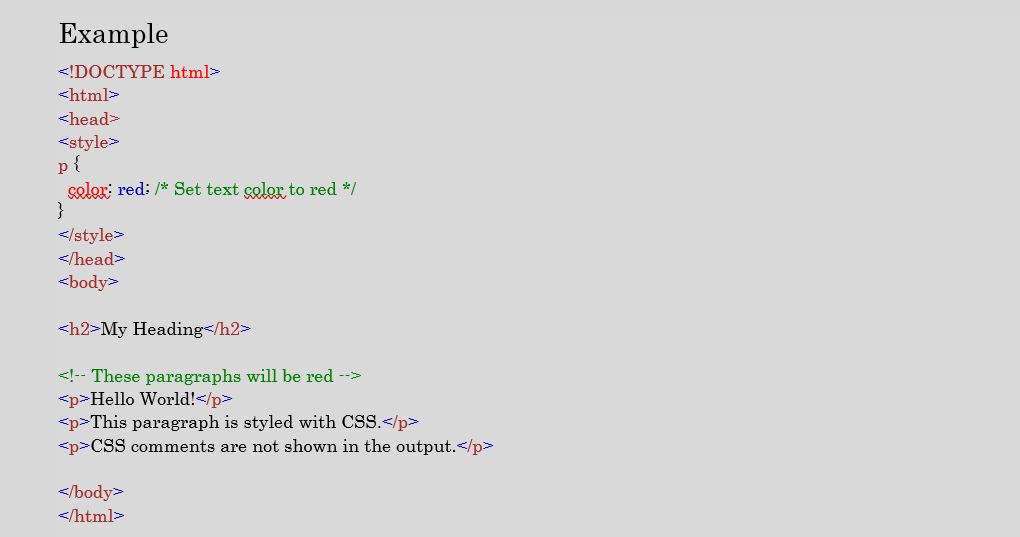 Example
<!DOCTYPE html>
<html>
<head>
<style>
p {
  color: red; /* Set text color to red */
}
</style>
</head>
<body>

<h2>My Heading</h2>

<!-- These paragraphs will be red -->
<p>Hello World!</p>
<p>This paragraph is styled with CSS.</p>
<p>CSS comments are not shown in the output.</p>

</body>
</html>